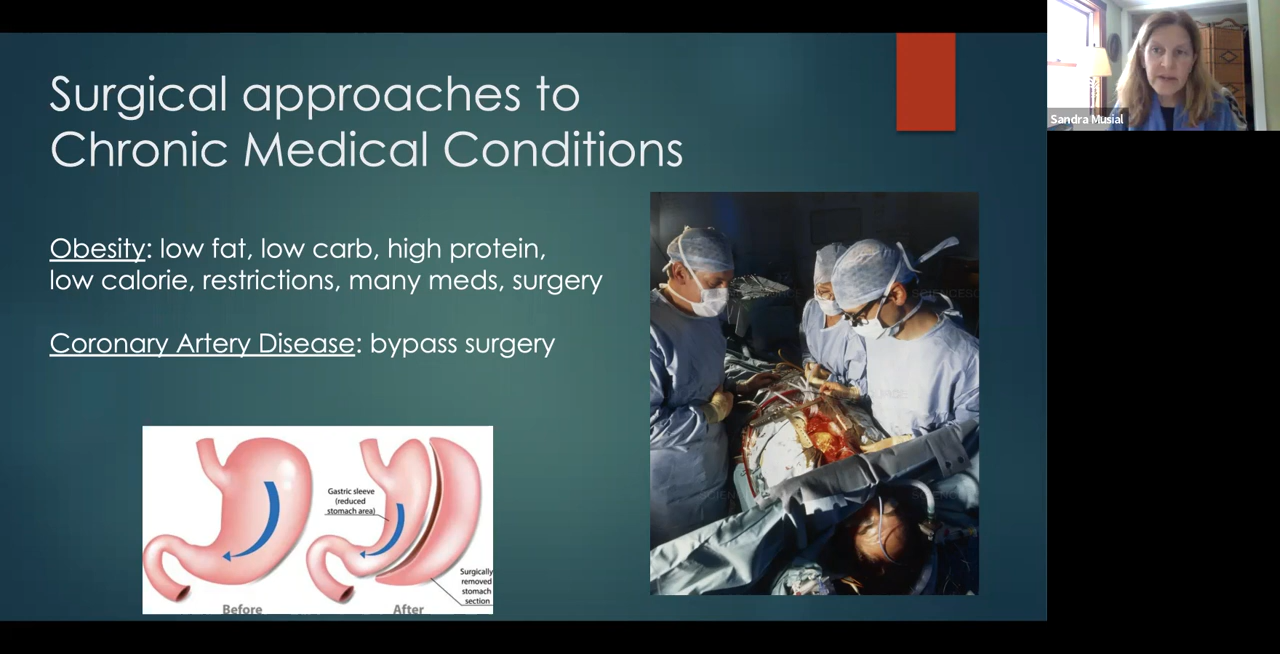 Surgical approaches to
Chronic Medical Conditions
Sandra Musial
Obesity: low fat, low carb, high protein,
low calorie, restrictions, many meds, surgery
Coronary Artery Disease: bypass surgery
Gastric sleeve
(reduced
stomach area)
Surgically
removed
stomach
section
Before
After